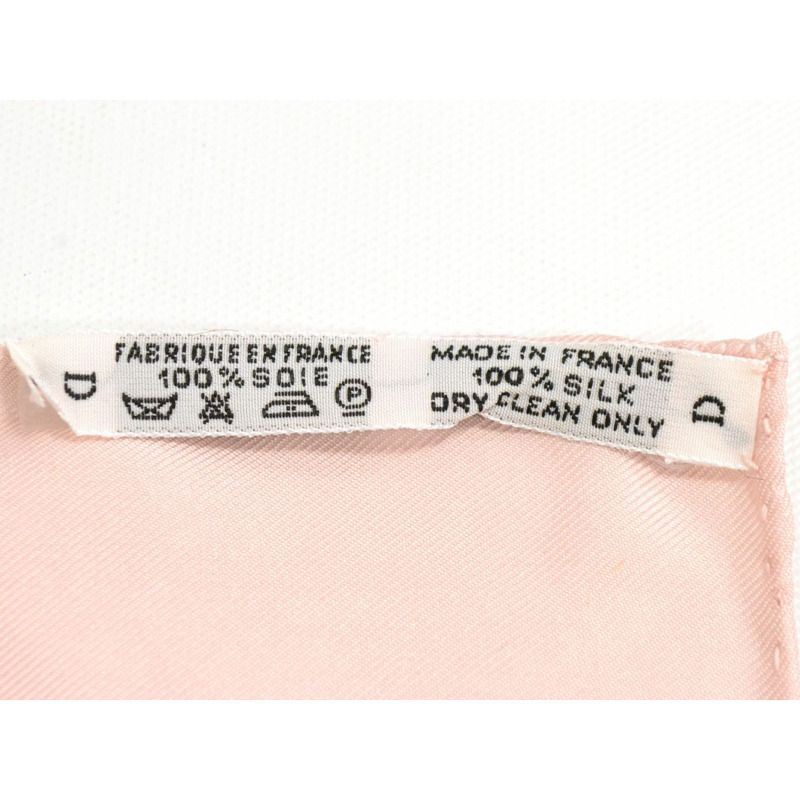 D
FABRIQUE EN FRANCE
100% SOIE
P
MADE IN FRANCE
100% SILK
DRY CLEAN ONLY
D